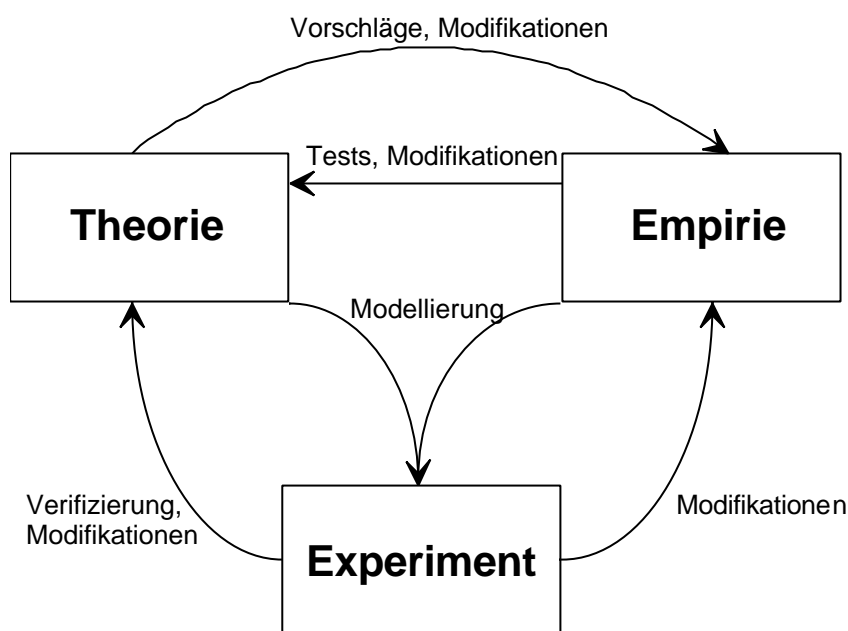 Vorschläge, Modifikationen
Tests, Modifikationen
Theorie
Empirie
Modellierung
Verifizierung,
Modifikationen
Modifikationen
Experiment